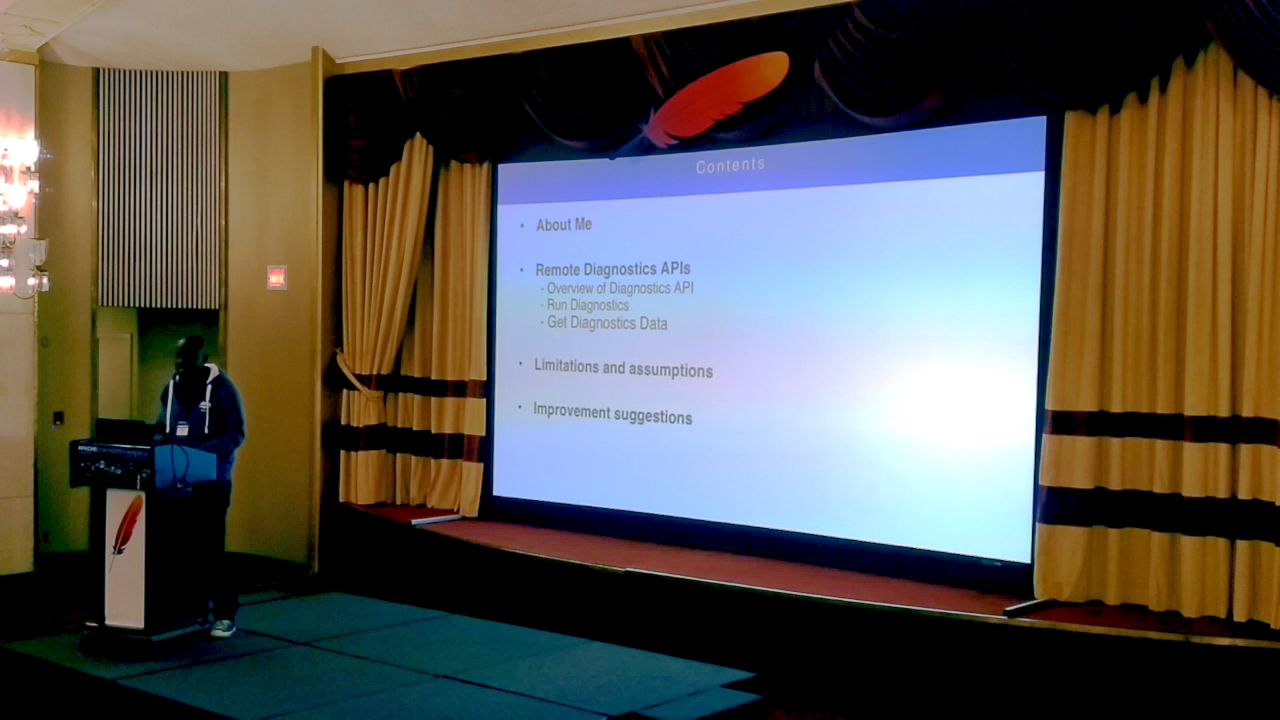 Contents
• About Me
• Remote Diagnostics APIs
- Overview of Diagnostics API
- Run Diagnostics
- Get Diagnostics Data
• Limitations and assumptions
• Improvement suggestions